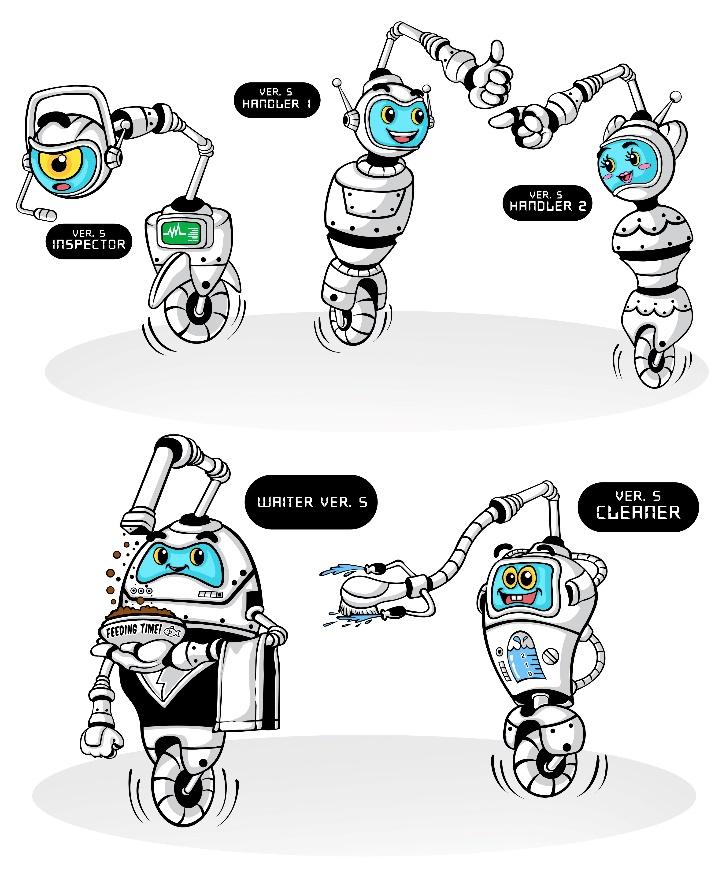 VER. 5
HANDLER 1
VER. 5
INSPECTOR
VER. 5
HANDLER 2
WAITER VER. 5
VER. 5
CLEANER
FEEDING TIME!